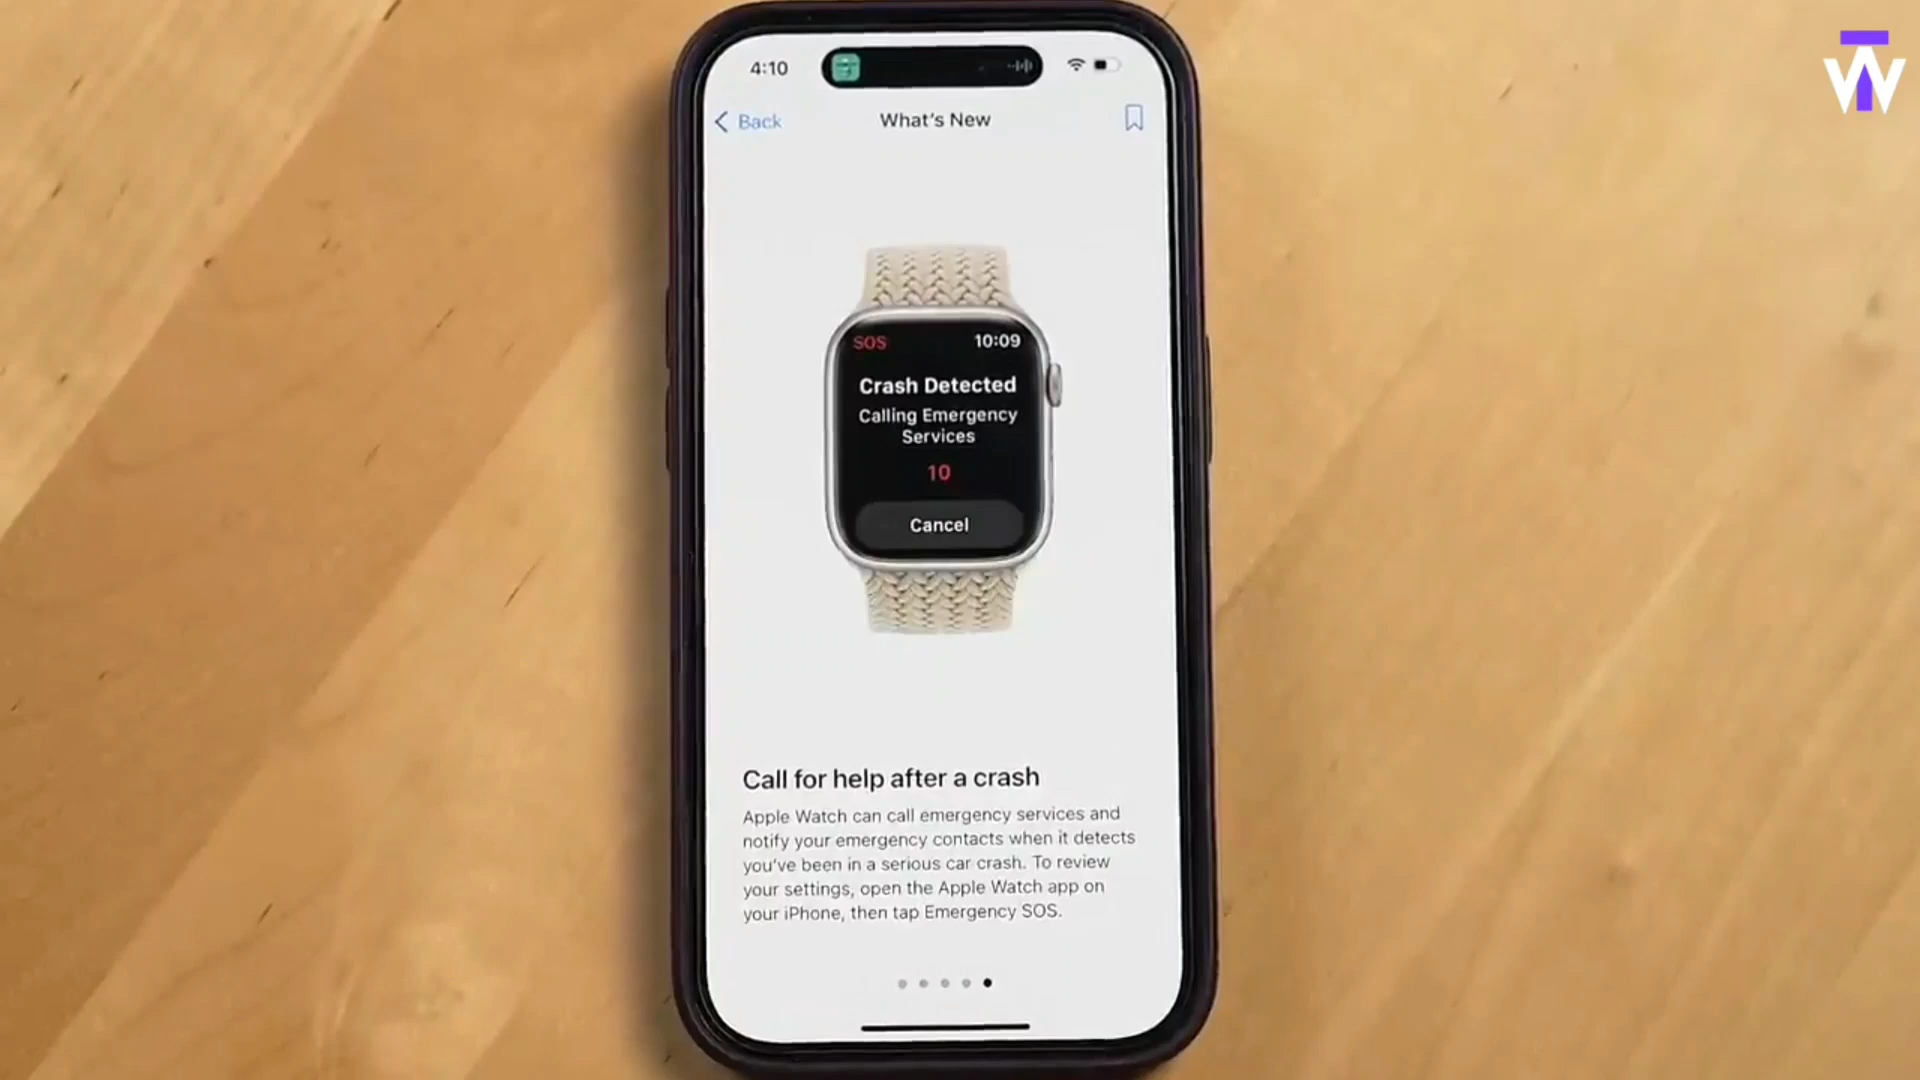 4:10
Back
What's New
SOS
10:09
Crash Detected
Calling Emergency
Services
10
Cancel
Call for help after a crash
Apple Watch can call emergency services and
notify your emergency contacts when it detects
you've been in a serious car crash. To review
your settings, open the Apple Watch app on
your iPhone, then tap Emergency SOS.